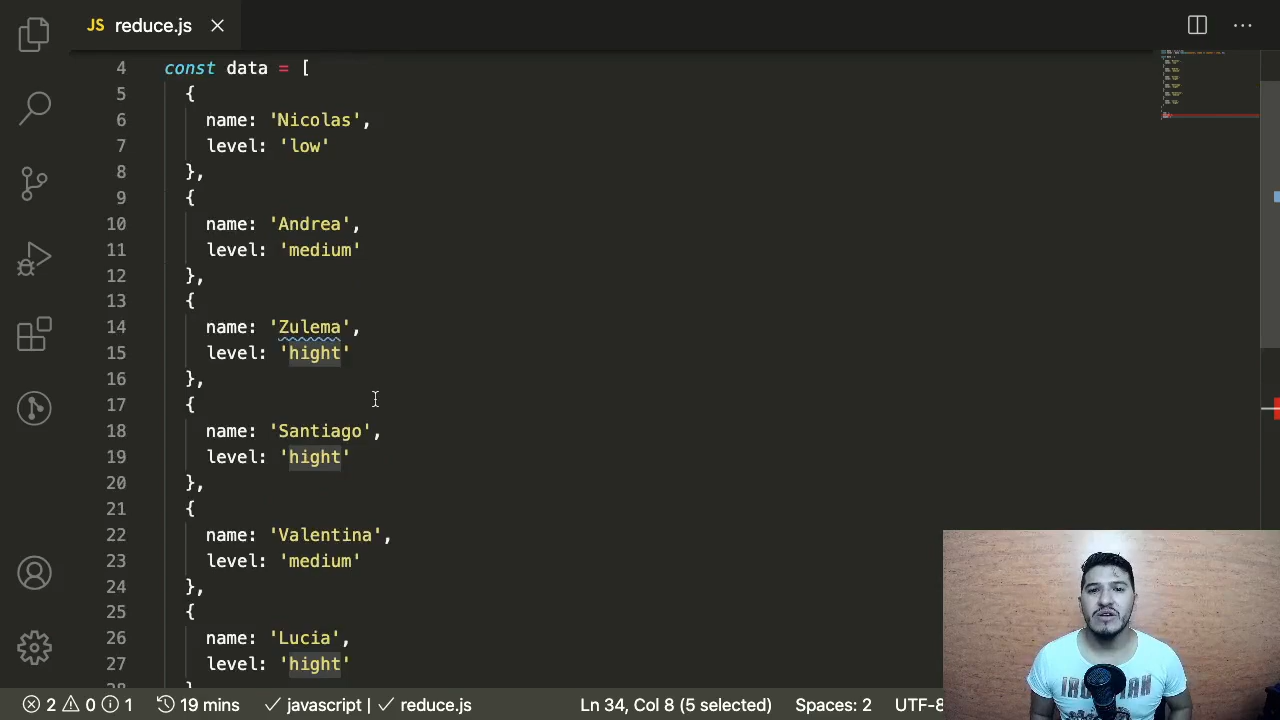 JS reduce.js
4 const data = [
5 {
6 name: 'Nicolas',
7 level: 'low'
8 },
9 {
10 name: 'Andrea',
11 level: 'medium'
12 },
13 {
14 name: 'Zulema',
15 level: 'hight'
16 },
17 {
18 name: 'Santiago',
19 level: 'hight'
20 },
21 {
22 name: 'Valentina',
23 level: 'medium'
24 },
25 {
26 name: 'Lucia',
27 level: 'hight'
IRON MAN
2 0 1 19 mins javascript | reduce.js Ln 34, Col 8 (5 selected) Spaces: 2 UTF-8